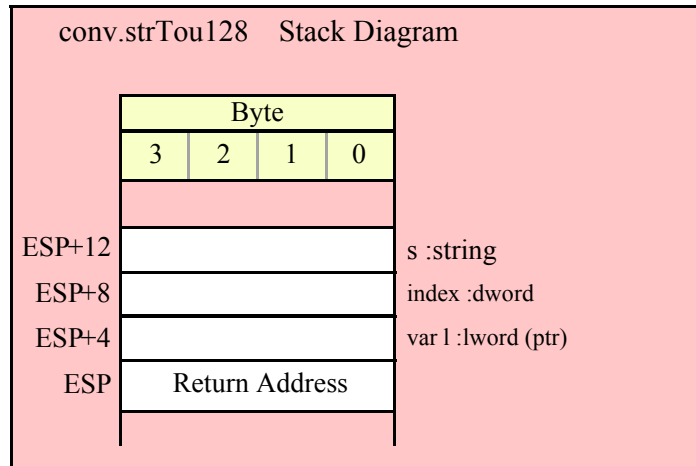 conv.strTou128 Stack Diagram
Byte
3 2 1 0
ESP+12 s :string
ESP+8 index :dword
ESP+4 var l :lword (ptr)
ESP Return Address